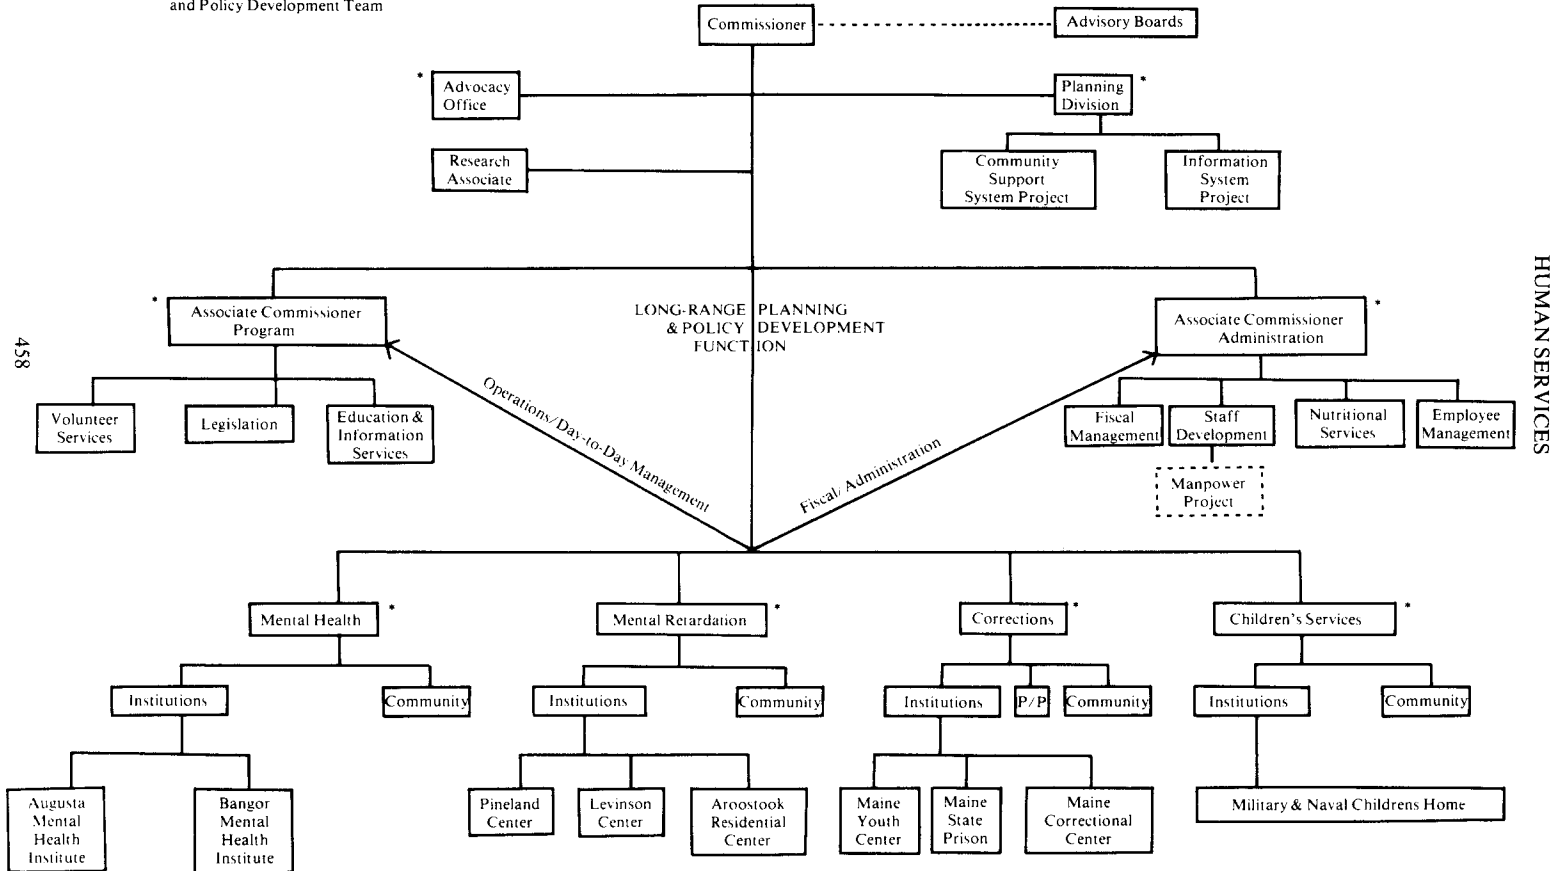 and Policy Development Team
Commissioner
Advisory Boards
*
Advocacy
Office
Planning
Division
*
Research
Associate
Community
Support
System Project
Information
System
Project
*
Associate Commissioner
Program
LONG-RANGE PLANNING
& POLICY DEVELOPMENT
FUNCTION
Associate Commissioner
Administration
*
Operations/Day-to-Day Management
Fiscal/Administration
Volunteer
Services
Legislation
Education &
Information
Services
Fiscal
Management
Staff
Development
Nutritional
Services
Employee
Management
Manpower
Project
458
HUMAN SERVICES
Mental Health
*
Mental Retardation
*
Corrections
*
Children's Services
*
Institutions
Community
Institutions
Community
Institutions
P/P
Community
Institutions
Community
Augusta
Mental
Health
Institute
Bangor
Mental
Health
Institute
Pineland
Center
Levinson
Center
Aroostook
Residential
Center
Maine
Youth
Center
Maine
State
Prison
Maine
Correctional
Center
Military & Naval Childrens Home